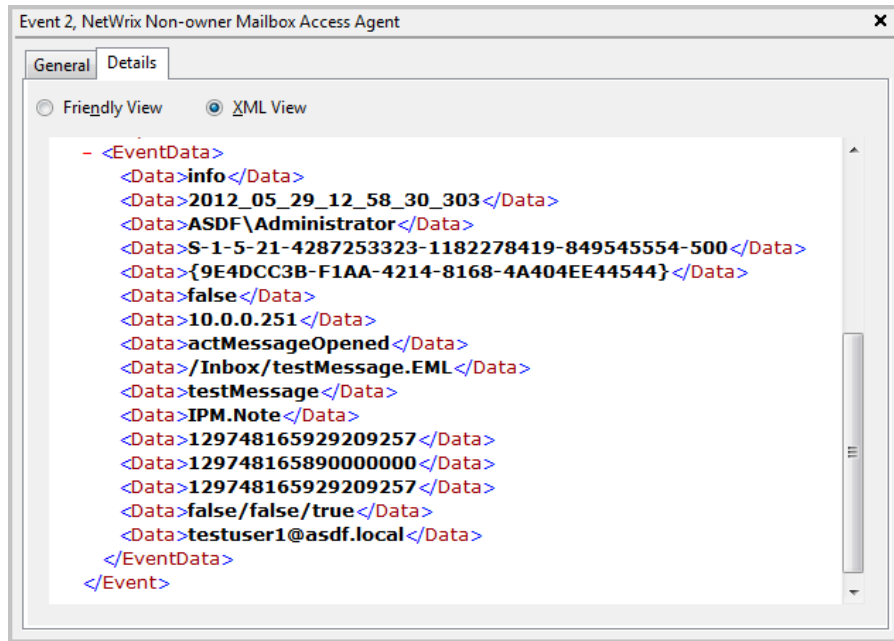 Event 2, NetWrix Non-owner Mailbox Access Agent
General Details
Friendly View XML View
– <EventData>
<Data>info</Data>
<Data>2012_05_29_12_58_30_303</Data>
<Data>ASDF\Administrator</Data>
<Data>S-1-5-21-4287253323-1182278419-849545554-500</Data>
<Data>{9E4DCC3B-F1AA-4214-8168-4A404EE44544}</Data>
<Data>false</Data>
<Data>10.0.0.251</Data>
<Data>actMessageOpened</Data>
<Data>/Inbox/testMessage.EML</Data>
<Data>testMessage</Data>
<Data>IPM.Note</Data>
<Data>129748165929209257</Data>
<Data>129748165890000000</Data>
<Data>129748165929209257</Data>
<Data>false/false/true</Data>
<Data>testuser1@asdf.local</Data>
</EventData>
</Event>